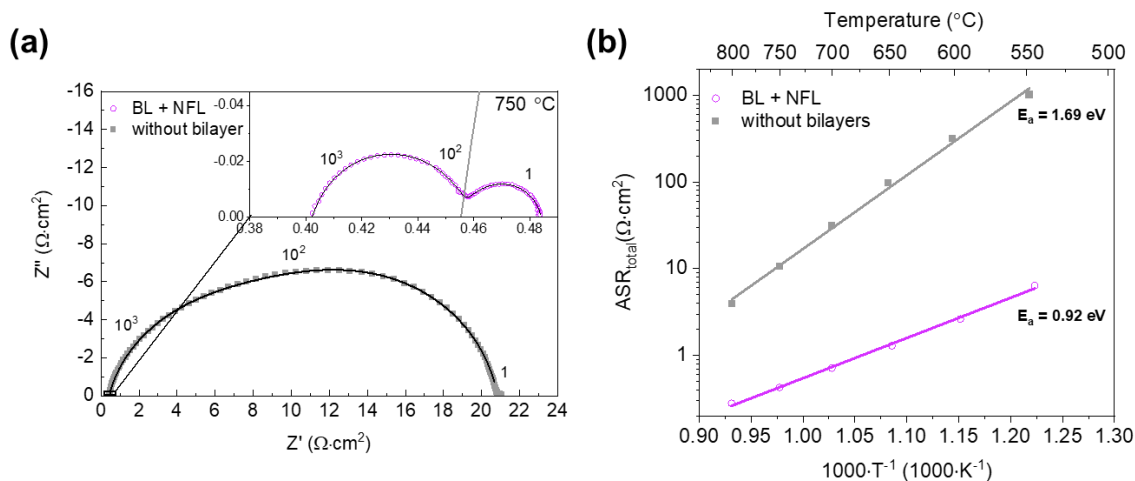 (a)
-16
-14
-12
-10
-8
-6
-4
-2
0
Z'' (Ω·cm²)
BL + NFL
without bilayer
750 °C
-0.04
-0.02
0.00
0.38
0.40
0.42
0.44
0.46
0.48
10³
10²
1
10³
10²
1
0 2 4 6 8 10 12 14 16 18 20 22 24
Z' (Ω·cm²)
(b)
Temperature (°C)
800 750 700 650 600 550 500
1000
100
10
1
ASRtotal(Ω·cm²)
BL + NFL
without bilayers
Ea = 1.69 eV
Ea = 0.92 eV
0.90 0.95 1.00 1.05 1.10 1.15 1.20 1.25 1.30
1000·T⁻¹ (1000·K⁻¹)